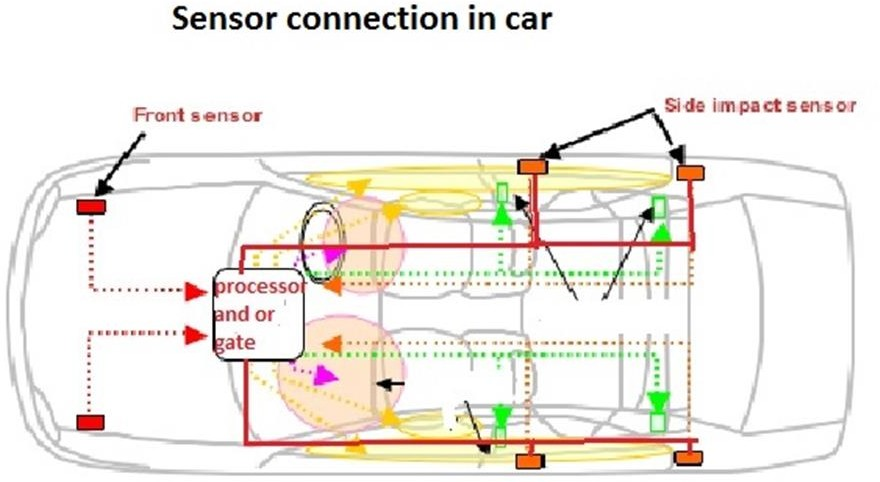 Sensor connection in car
Front sensor
Side impact sensor
processor
and or
gate